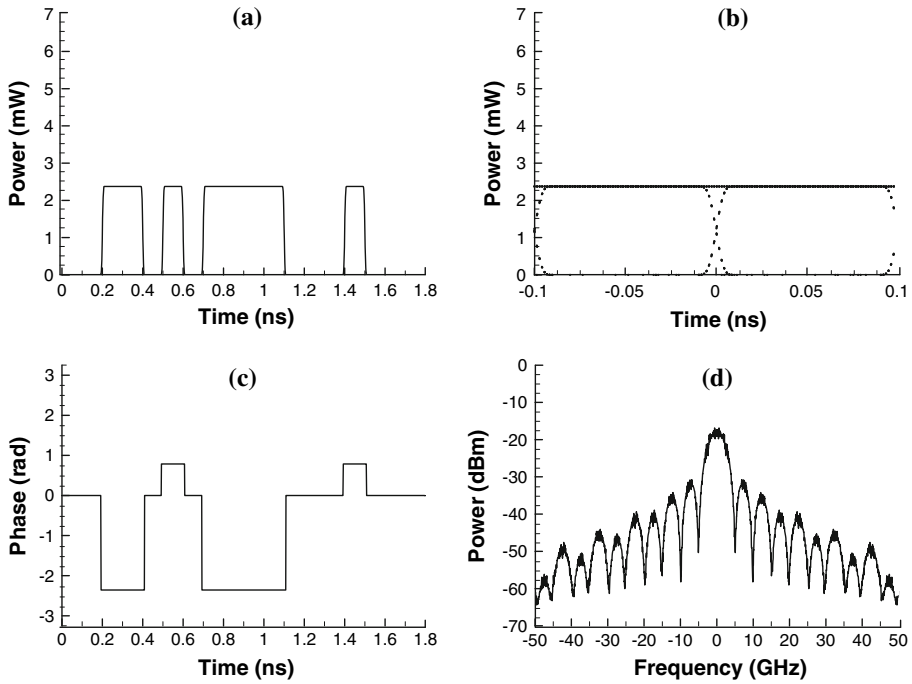 (a)
Power (mW)
7
6
5
4
3
2
1
0
0 0.2 0.4 0.6 0.8 1 1.2 1.4 1.6 1.8
Time (ns)
(b)
Power (mW)
7
6
5
4
3
2
1
0
-0.1 -0.05 0 0.05 0.1
Time (ns)
(c)
Phase (rad)
3
2
1
0
-1
-2
-3
0 0.2 0.4 0.6 0.8 1 1.2 1.4 1.6 1.8
Time (ns)
(d)
Power (dBm)
0
-10
-20
-30
-40
-50
-60
-70
-50 -40 -30 -20 -10 0 10 20 30 40 50
Frequency (GHz)